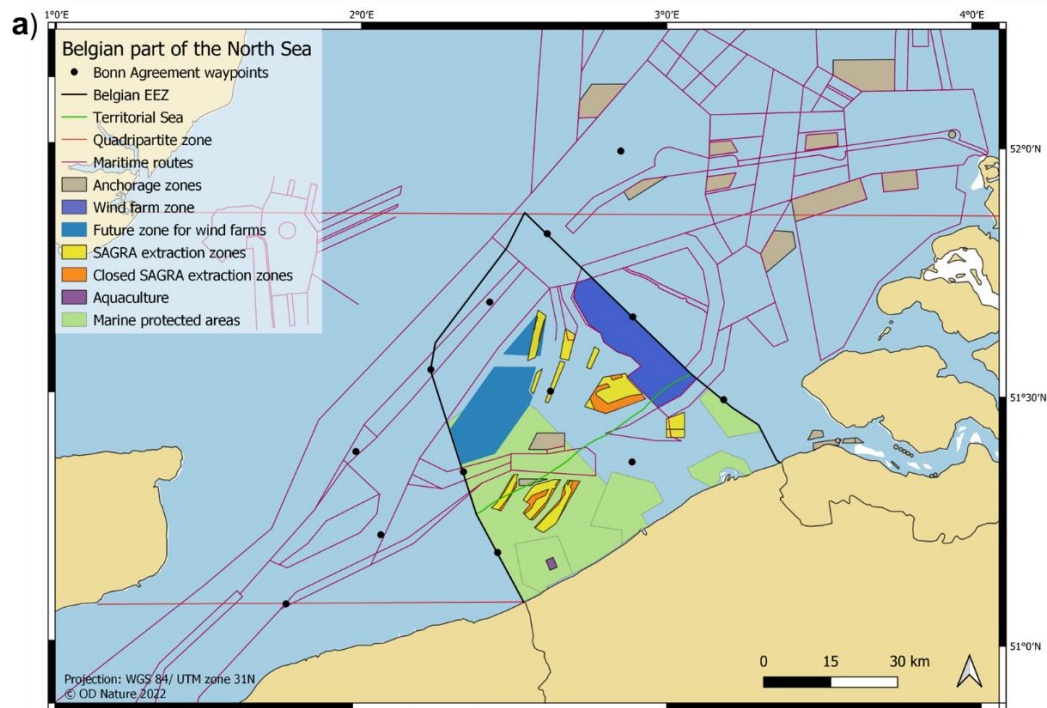 a)
1°0'E 2°0'E 3°0'E 4°0'E
Belgian part of the North Sea
Bonn Agreement waypoints
Belgian EEZ
Territorial Sea
Quadripartite zone
Maritime routes
Anchorage zones
Wind farm zone
Future zone for wind farms
SAGRA extraction zones
Closed SAGRA extraction zones
Aquaculture
Marine protected areas
52°0'N
51°30'N
51°0'N
0 15 30 km
Projection: WGS 84/ UTM zone 31N
© OD Nature 2022